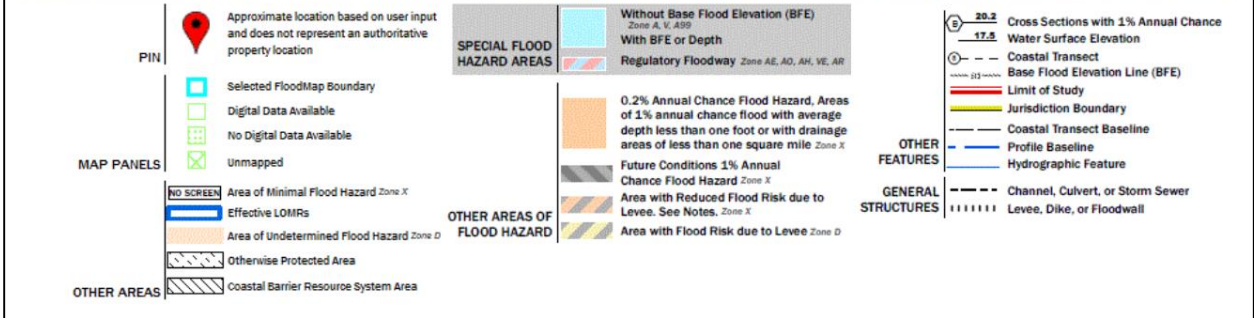 PIN
Approximate location based on user input
and does not represent an authoritative
property location
MAP PANELS
Selected FloodMap Boundary
Digital Data Available
No Digital Data Available
Unmapped
OTHER AREAS
NO SCREEN Area of Minimal Flood Hazard Zone X
Effective LOMRs
Area of Undetermined Flood Hazard Zone D
Otherwise Protected Area
Coastal Barrier Resource System Area
SPECIAL FLOOD
HAZARD AREAS
Without Base Flood Elevation (BFE)
Zone A, V, A99
With BFE or Depth
Regulatory Floodway Zone AE, AO, AH, VE, AR
OTHER AREAS OF
FLOOD HAZARD
0.2% Annual Chance Flood Hazard, Areas
of 1% annual chance flood with average
depth less than one foot or with drainage
areas of less than one square mile Zone X
Future Conditions 1% Annual
Chance Flood Hazard Zone X
Area with Reduced Flood Risk due to
Levee. See Notes. Zone X
Area with Flood Risk due to Levee Zone D
OTHER
FEATURES
20.2 Cross Sections with 1% Annual Chance
17.5 Water Surface Elevation
Coastal Transect
Base Flood Elevation Line (BFE)
Limit of Study
Jurisdiction Boundary
Coastal Transect Baseline
Profile Baseline
Hydrographic Feature
GENERAL
STRUCTURES
Channel, Culvert, or Storm Sewer
Levee, Dike, or Floodwall